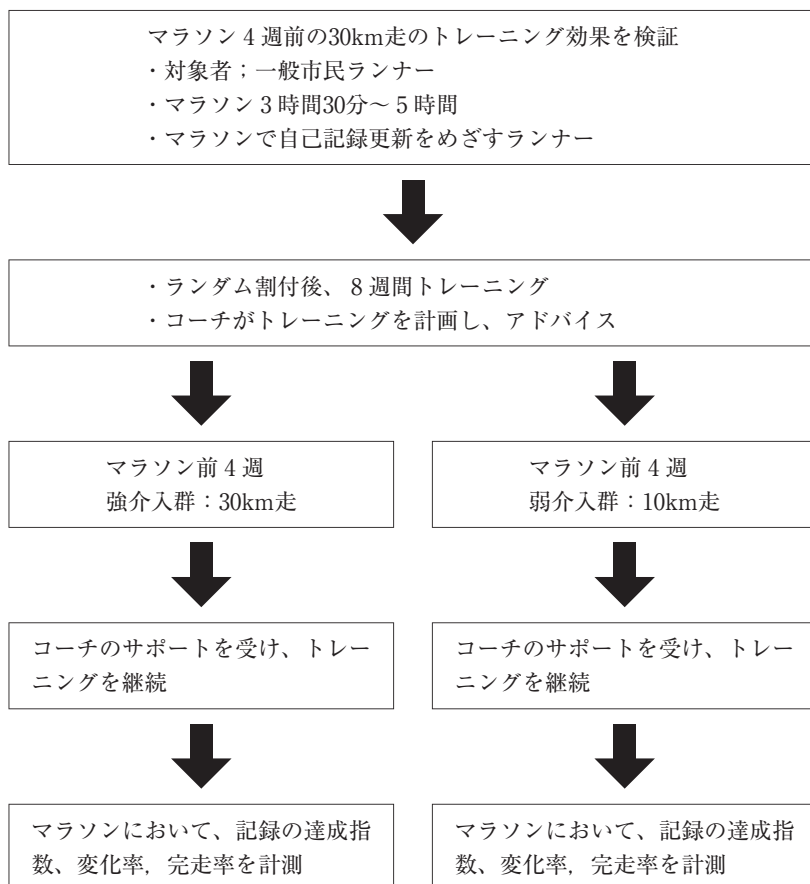 マラソン４週前の30km走のトレーニング効果を検証
・対象者；一般市民ランナー
・マラソン３時間30分～５時間
・マラソンで自己記録更新をめざすランナー
・ランダム割付後、８週間トレーニング
・コーチがトレーニングを計画し、アドバイス
マラソン前４週
強介入群：30km走
マラソン前４週
弱介入群：10km走
コーチのサポートを受け、トレー
ニングを継続
コーチのサポートを受け、トレー
ニングを継続
マラソンにおいて、記録の達成指
数、変化率，完走率を計測
マラソンにおいて、記録の達成指
数、変化率，完走率を計測